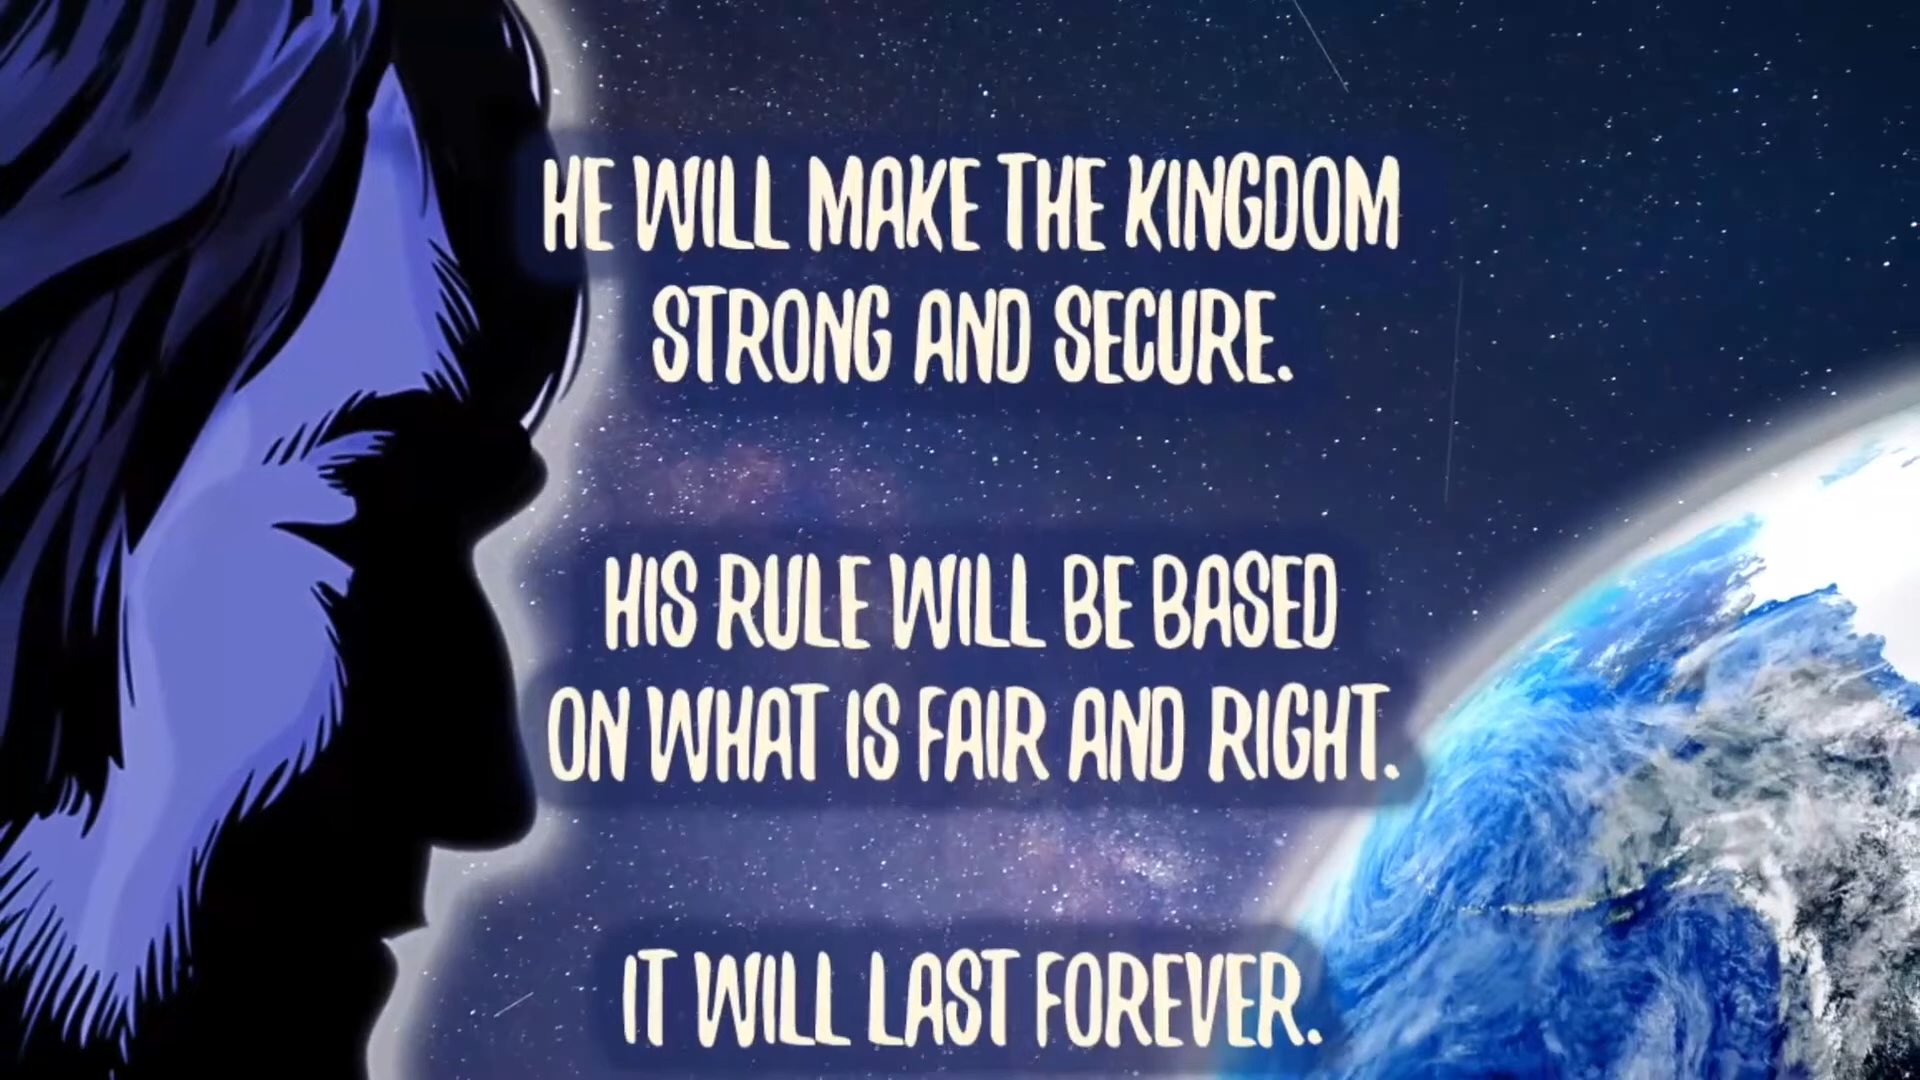 HE WILL MAKE THE KINGDOM
STRONG AND SECURE.
HIS RULE WILL BE BASED
ON WHAT IS FAIR AND RIGHT.
IT WILL LAST FOREVER.